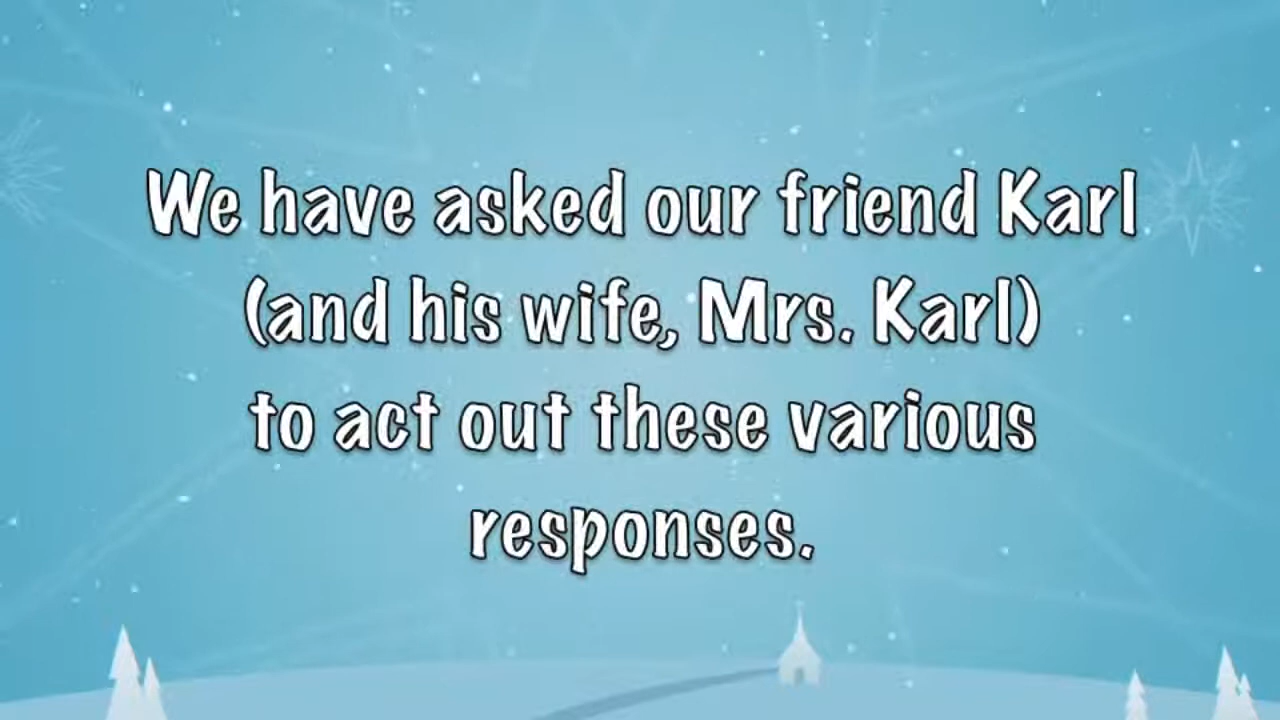 We have asked our friend Karl
(and his wife, Mrs. Karl)
to act out these various
responses.